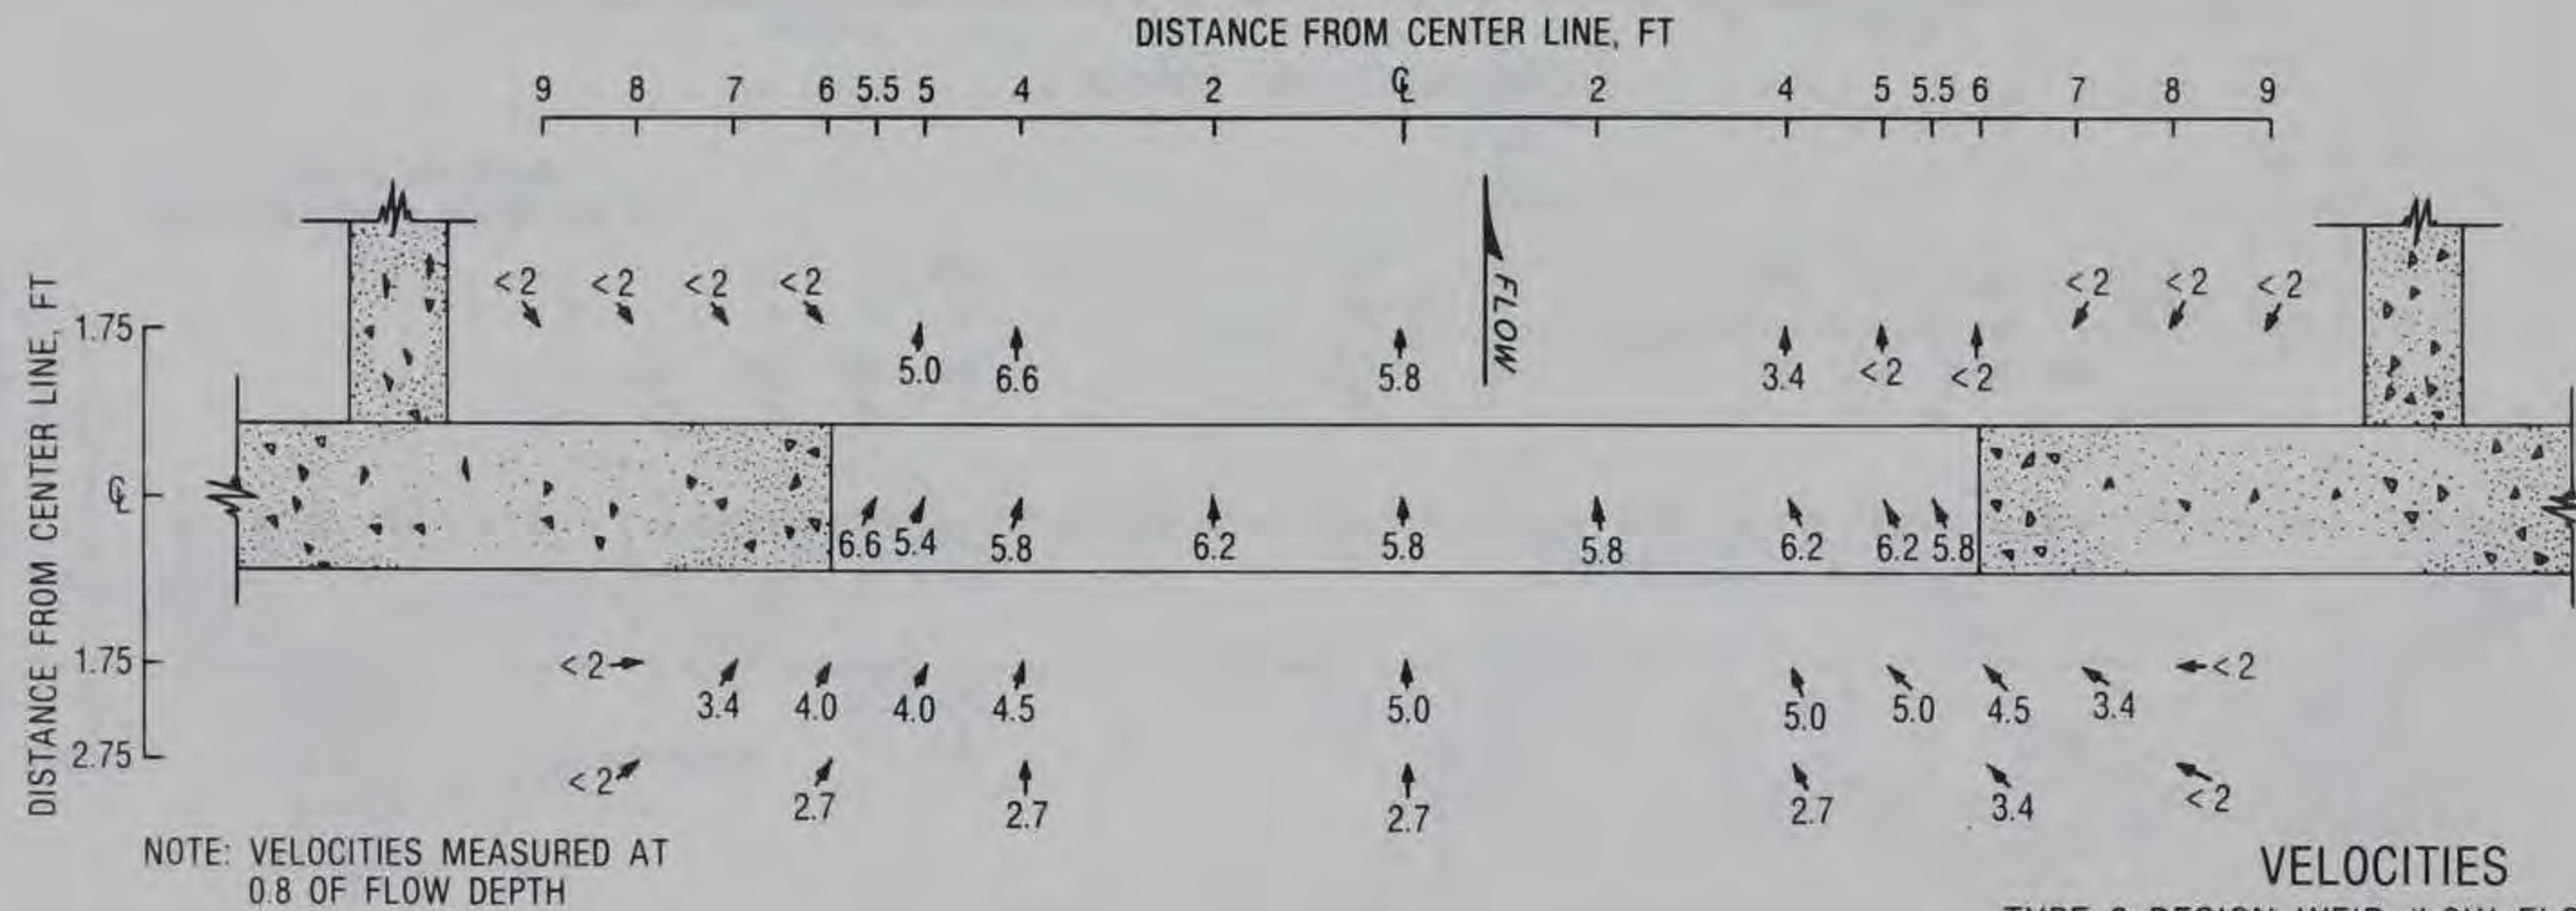 DISTANCE FROM CENTER LINE, FT
9 8 7 6 5.5 5 4 2 ℄ 2 4 5 5.5 6 7 8 9
DISTANCE FROM CENTER LINE, FT
1.75
℄
1.75
2.75
<2 <2 <2 <2 <2 <2 <2
FLOW
5.0 6.6 5.8 3.4 <2 <2
6.6 5.4 5.8 6.2 5.8 5.8 6.2 6.2 5.8
<2 <2
3.4 4.0 4.0 4.5 5.0 5.0 5.0 4.5 3.4
<2 2.7 2.7 2.7 2.7 3.4 <2
NOTE: VELOCITIES MEASURED AT
0.8 OF FLOW DEPTH
VELOCITIES